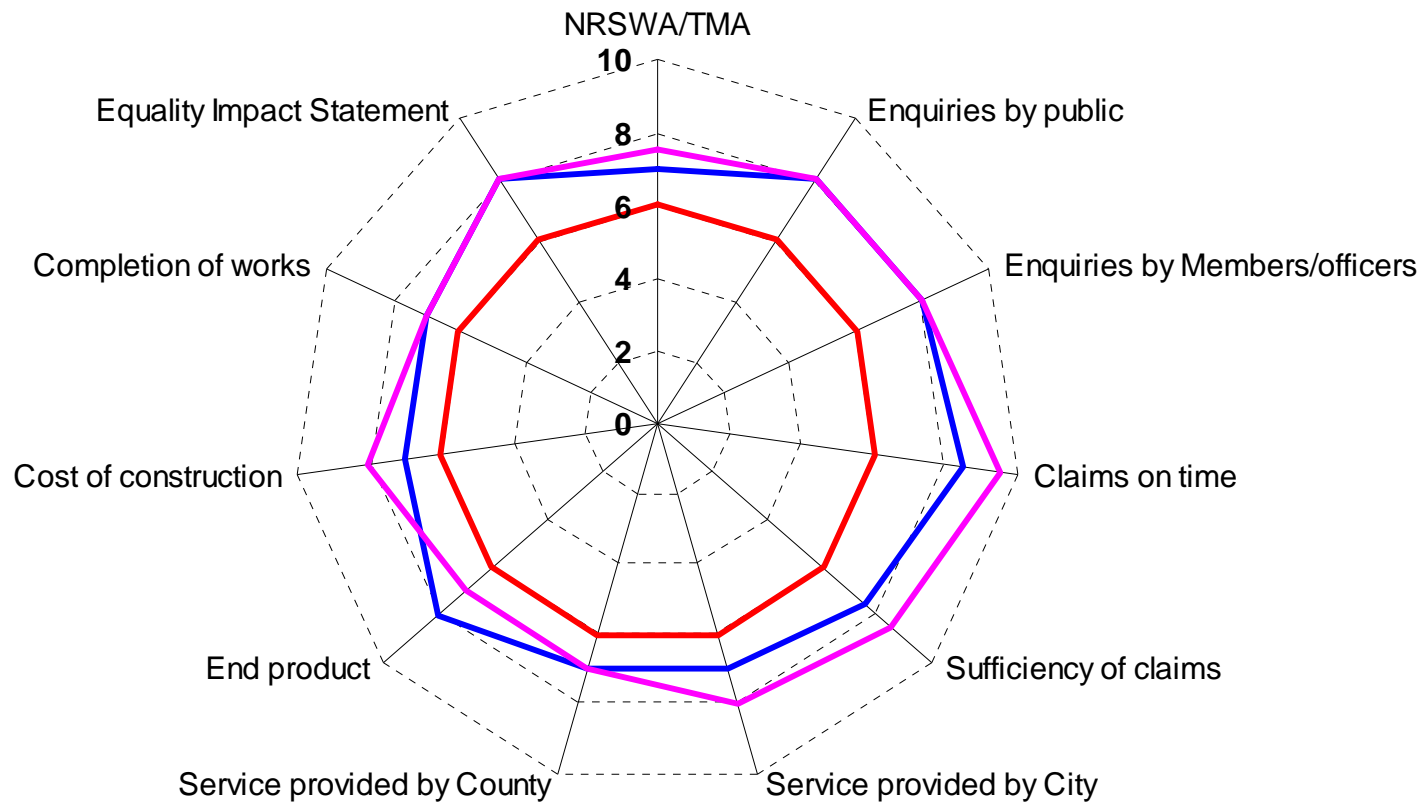 NRSWA/TMA
10
Equality Impact Statement
Enquiries by public
8
6
Completion of works
Enquiries by Members/officers
4
2
0
Cost of construction
Claims on time
End product
Sufficiency of claims
Service provided by County
Service provided by City